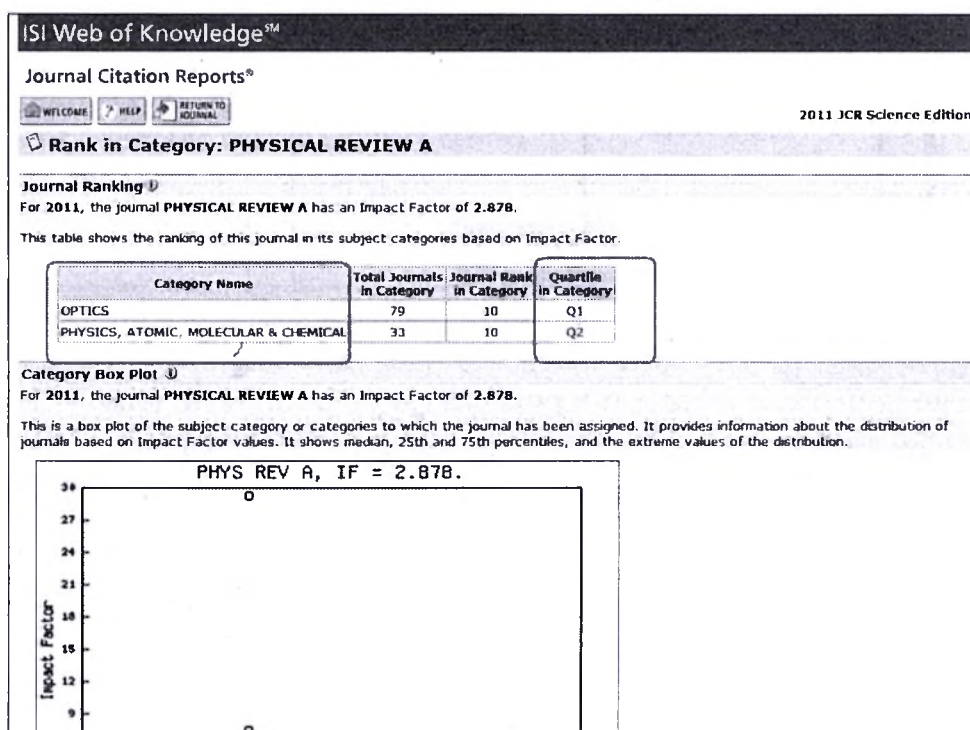 ISI Web of Knowledge℠
Journal Citation Reports®
WELCOME ? HELP RETURN TO JOURNAL
2011 JCR Science Edition
Rank in Category: PHYSICAL REVIEW A
Journal Ranking
For 2011, the journal PHYSICAL REVIEW A has an Impact Factor of 2.878.
This table shows the ranking of this journal in its subject categories based on Impact Factor.
Category Name Total Journals in Category Journal Rank in Category Quartile in Category
OPTICS 79 10 Q1
PHYSICS, ATOMIC, MOLECULAR & CHEMICAL 33 10 Q2
Category Box Plot
For 2011, the journal PHYSICAL REVIEW A has an Impact Factor of 2.878.
This is a box plot of the subject category or categories to which the journal has been assigned. It provides information about the distribution of
journals based on Impact Factor values. It shows median, 25th and 75th percentiles, and the extreme values of the distribution.
PHYS REV A, IF = 2.878.
30
27
24
21
18
15
12
9
Impact Factor